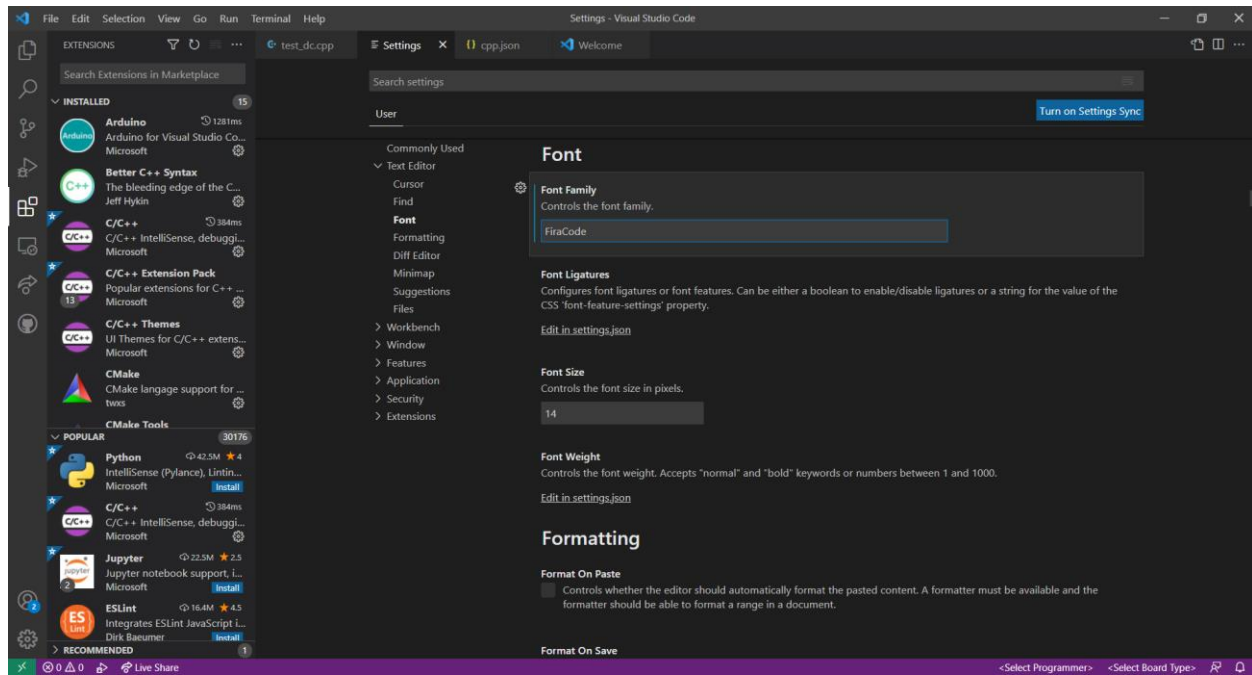 File Edit Selection View Go Run Terminal Help
Settings - Visual Studio Code
EXTENSIONS
test_dc.cpp
Settings
{} cpp.json
Welcome
Search Extensions in Marketplace
INSTALLED
15
Arduino
1281ms
Arduino for Visual Studio Co...
Microsoft
Better C++ Syntax
The bleeding edge of the C...
Jeff Hykin
C/C++
384ms
C/C++ IntelliSense, debuggi...
Microsoft
C/C++ Extension Pack
Popular extensions for C++ ...
13
Microsoft
C/C++ Themes
UI Themes for C/C++ extens...
Microsoft
CMake
CMake langage support for ...
twxs
CMake Tools
POPULAR
30176
Python
42.5M ★ 4
IntelliSense (Pylance), Lintin...
Microsoft
Install
C/C++
384ms
C/C++ IntelliSense, debuggi...
Microsoft
Jupyter
22.5M ★ 2.5
Jupyter notebook support, i...
2
Microsoft
Install
ESLint
16.4M ★ 4.5
Integrates ESLint JavaScript i...
Dirk Baeumer
Install
RECOMMENDED
1
Arduino
C++
C/C++
C/C++
C/C++
C/C++
jupyter
ES
Lint
2
Search settings
User
Turn on Settings Sync
Commonly Used
Text Editor
Cursor
Find
Font
Formatting
Diff Editor
Minimap
Suggestions
Files
Workbench
Window
Features
Application
Security
Extensions
Font
Font Family
Controls the font family.
FiraCode
Font Ligatures
Configures font ligatures or font features. Can be either a boolean to enable/disable ligatures or a string for the value of the
CSS 'font-feature-settings' property.
Edit in settings.json
Font Size
Controls the font size in pixels.
14
Font Weight
Controls the font weight. Accepts "normal" and "bold" keywords or numbers between 1 and 1000.
Edit in settings.json
Formatting
Format On Paste
Controls whether the editor should automatically format the pasted content. A formatter must be available and the
formatter should be able to format a range in a document.
Format On Save
0 0
Live Share
<Select Programmer>
<Select Board Type>